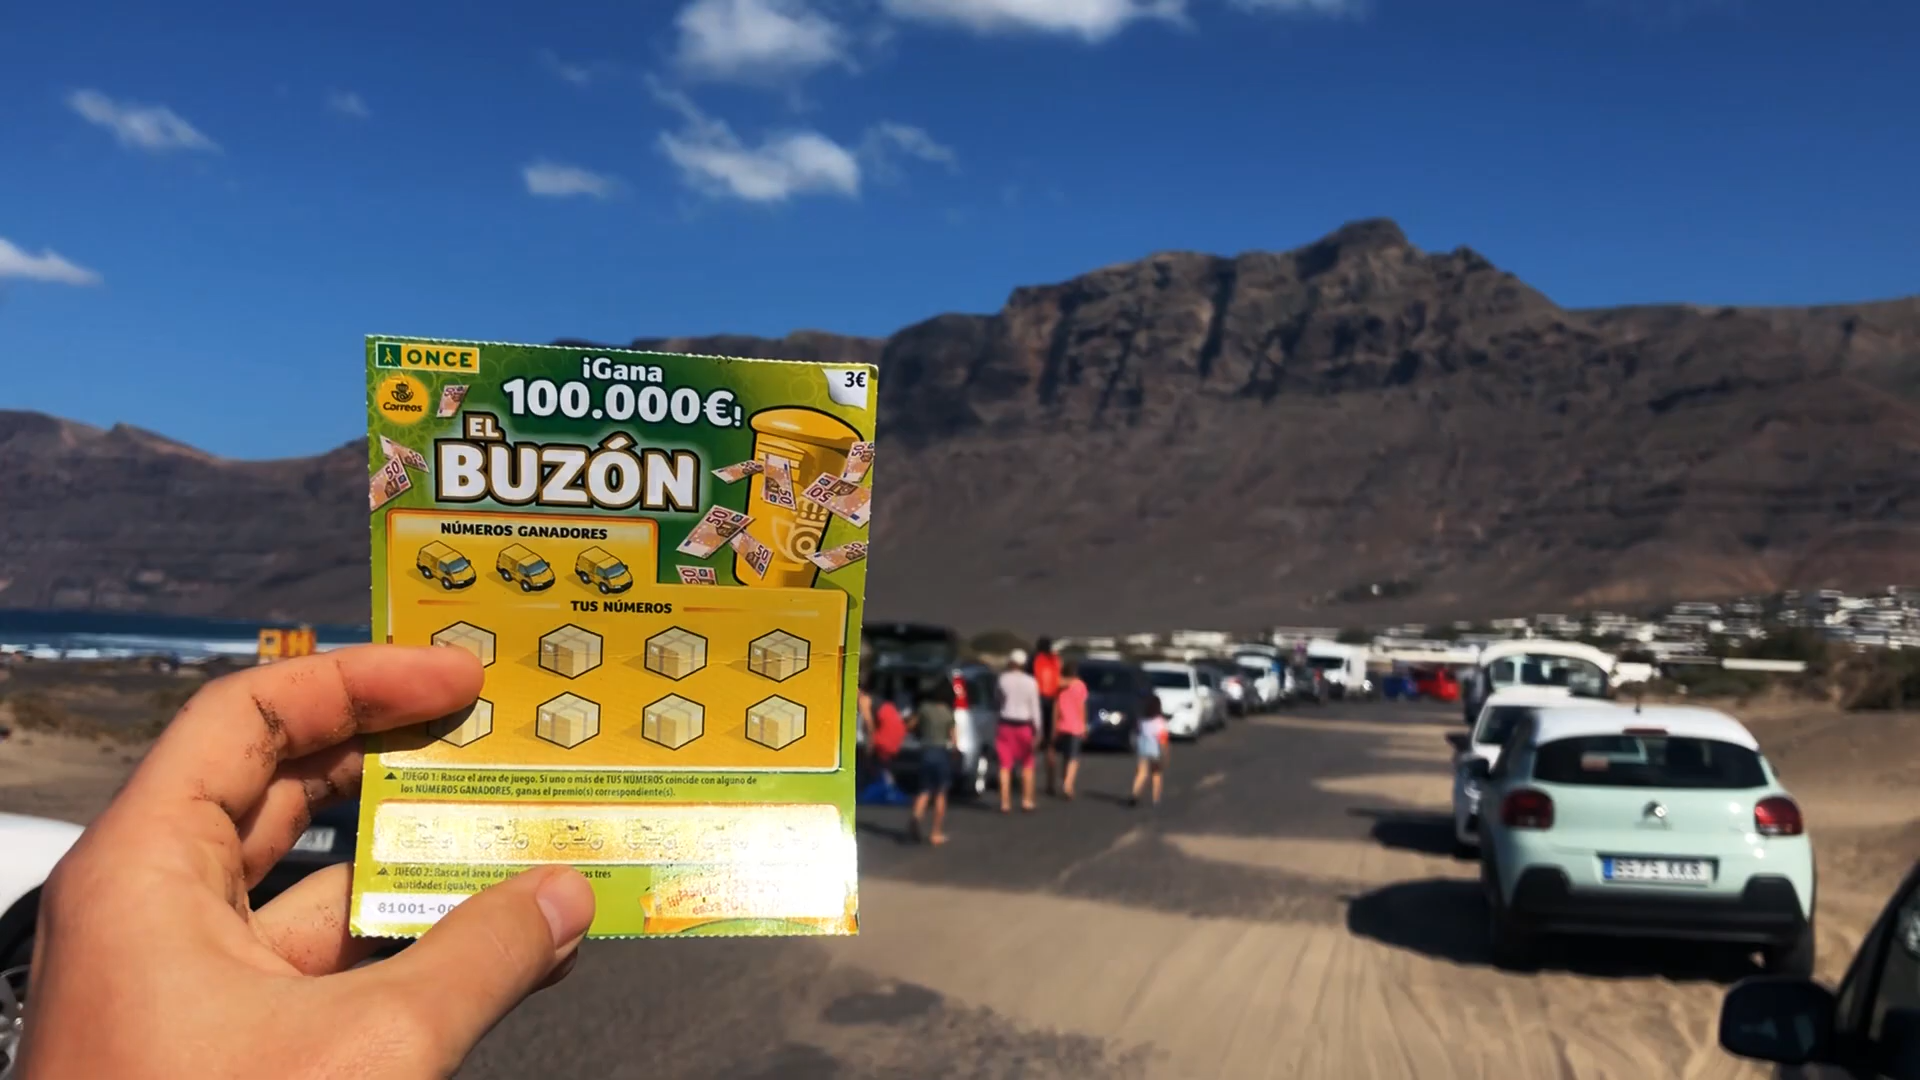 ONCE
Correos
¡Gana
100.000€!
3€
EL
BUZÓN
NÚMEROS GANADORES
TUS NÚMEROS
JUEGO 1: Rasca el área de juego. Si uno o más de TUS NÚMEROS coincide con alguno de
los NÚMEROS GANADORES, ganas el premio(s) correspondiente(s).
JUEGO 2: Rasca el área de
tres
cantidades iguales,
81001-00